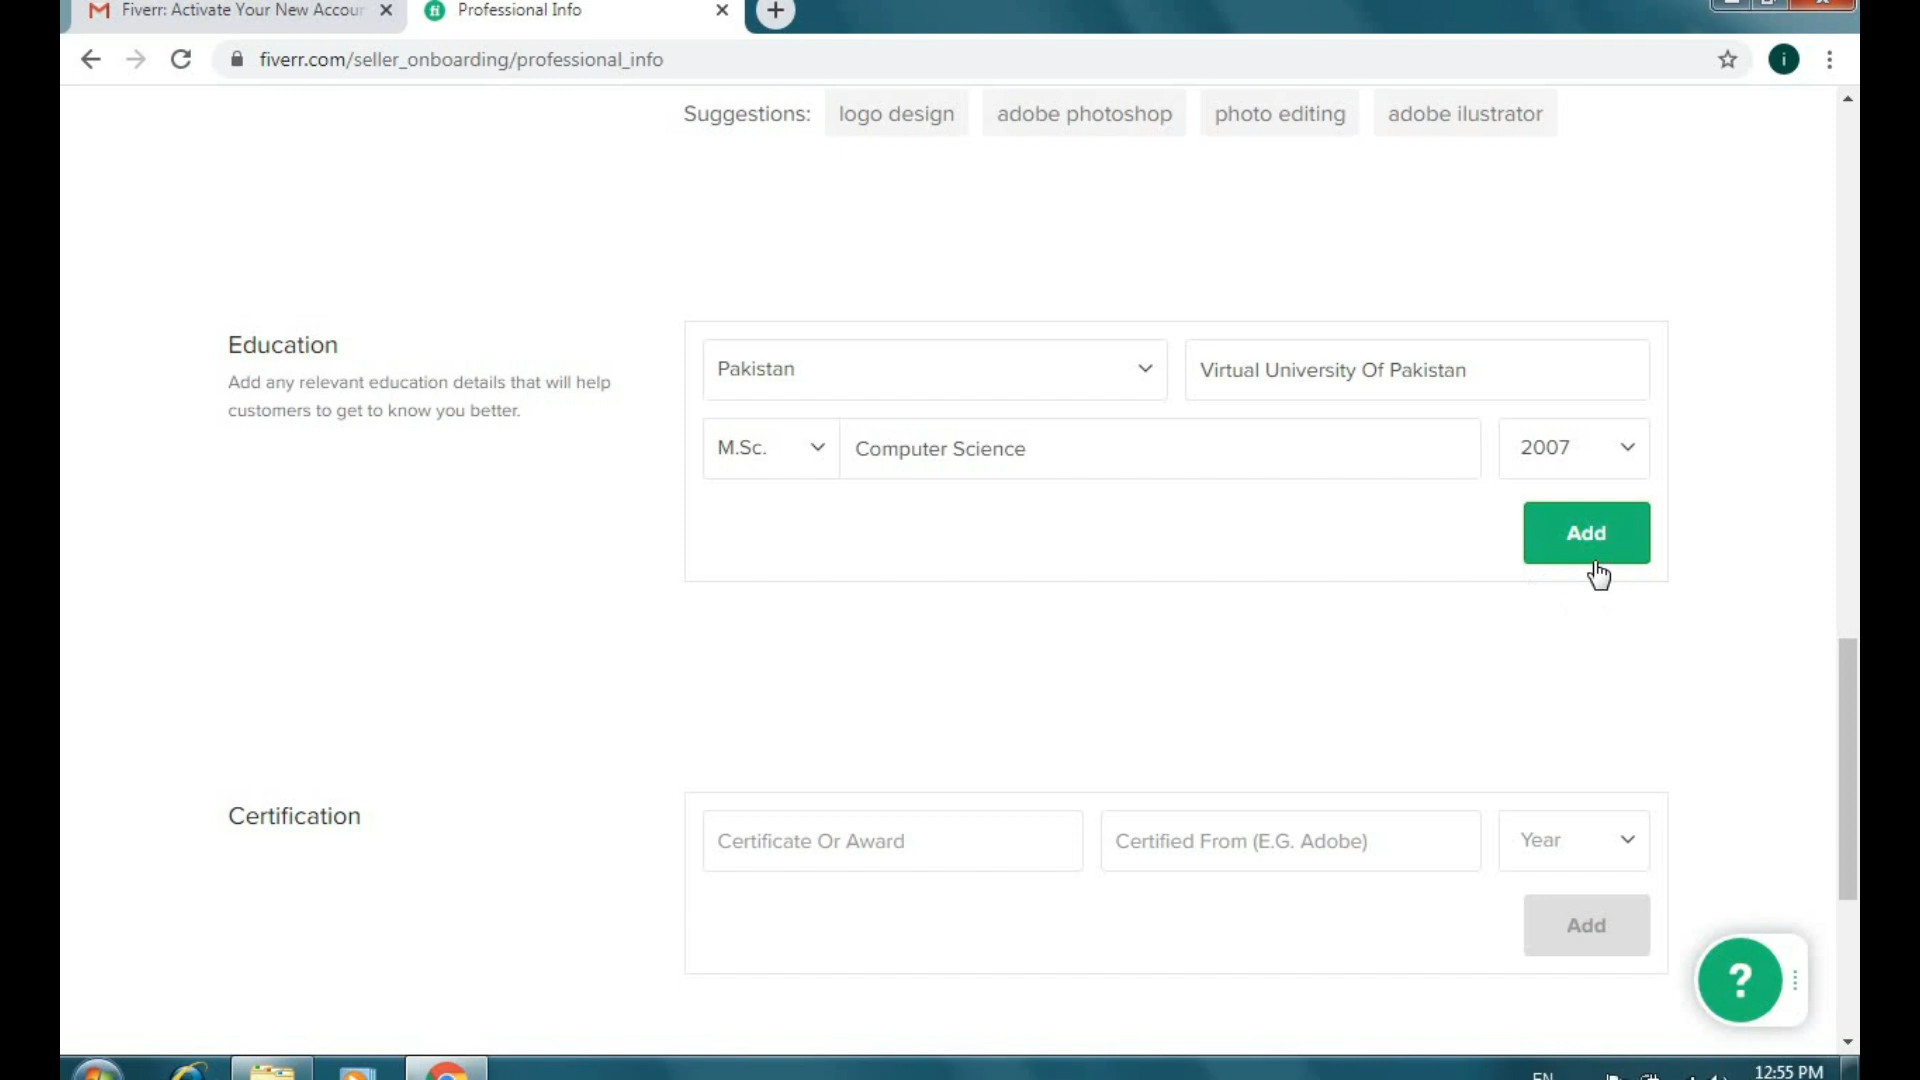 Fiverr: Activate Your New Accour
fi Professional Info
fiverr.com/seller_onboarding/professional_info
i
Suggestions: logo design adobe photoshop photo editing adobe ilustrator
Education
Add any relevant education details that will help
customers to get to know you better.
Pakistan Virtual University Of Pakistan
M.Sc. Computer Science 2007
Add
Certification
Certificate Or Award Certified From (E.G. Adobe) Year
Add
?
EN 12:55 PM